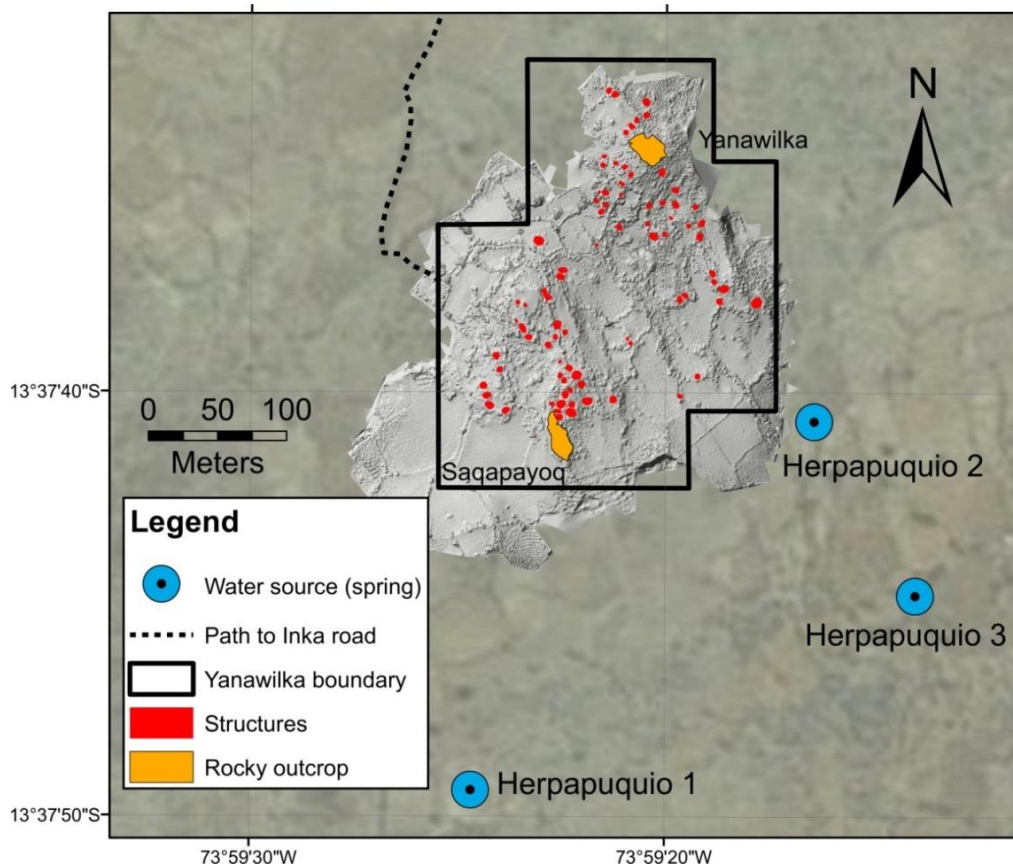 N
Yanawilka
13°37'40"S
0 50 100
Meters
Saqapayoq
Herpapuquio 2
Legend
Water source (spring)
Path to Inka road
Yanawilka boundary
Structures
Rocky outcrop
Herpapuquio 3
Herpapuquio 1
13°37'50"S
73°59'30"W 73°59'20"W